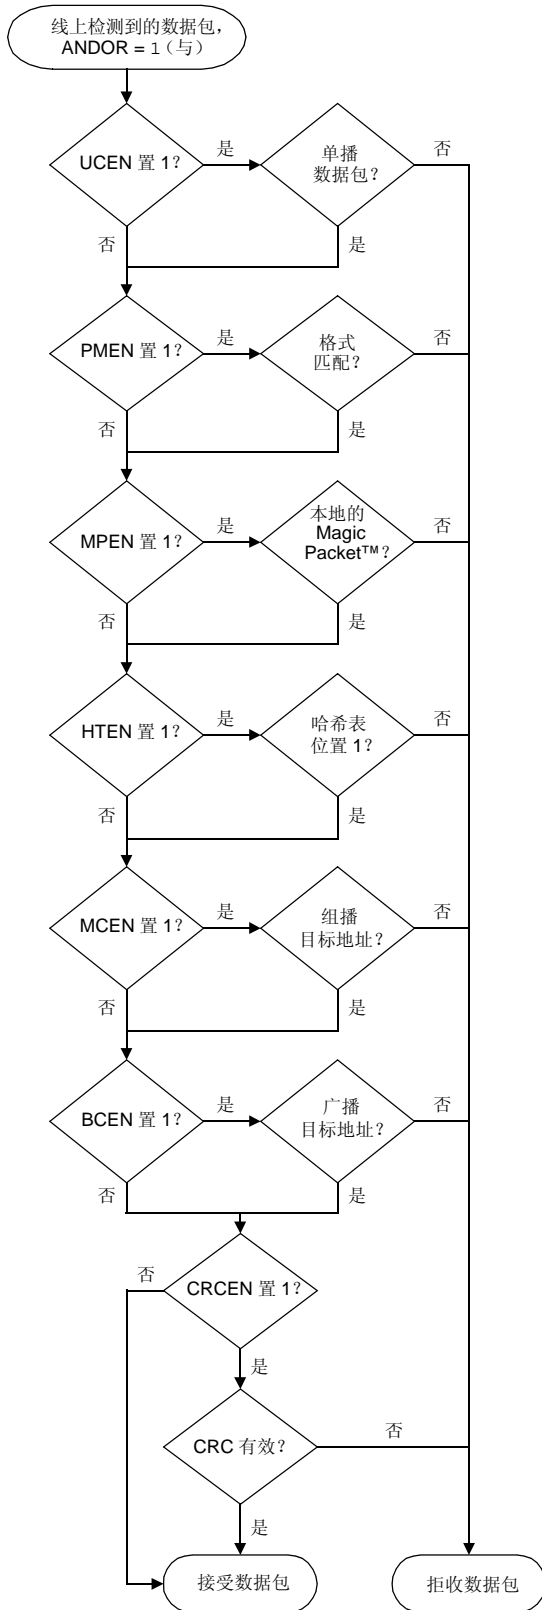 线上检测到的数据包，
ANDOR = 1（与）
UCEN 置 1？
是
单播
数据包？
否
否
是
PMEN 置 1？
是
格式
匹配？
否
否
是
MPEN 置 1？
是
本地的
Magic
Packet™？
否
否
是
HTEN 置 1？
是
哈希表
位置 1？
否
否
是
MCEN 置 1？
是
组播
目标地址？
否
否
是
BCEN 置 1？
是
广播
目标地址？
否
否
是
否
CRCEN 置 1？
是
CRC 有效？
否
是
接受数据包
拒收数据包